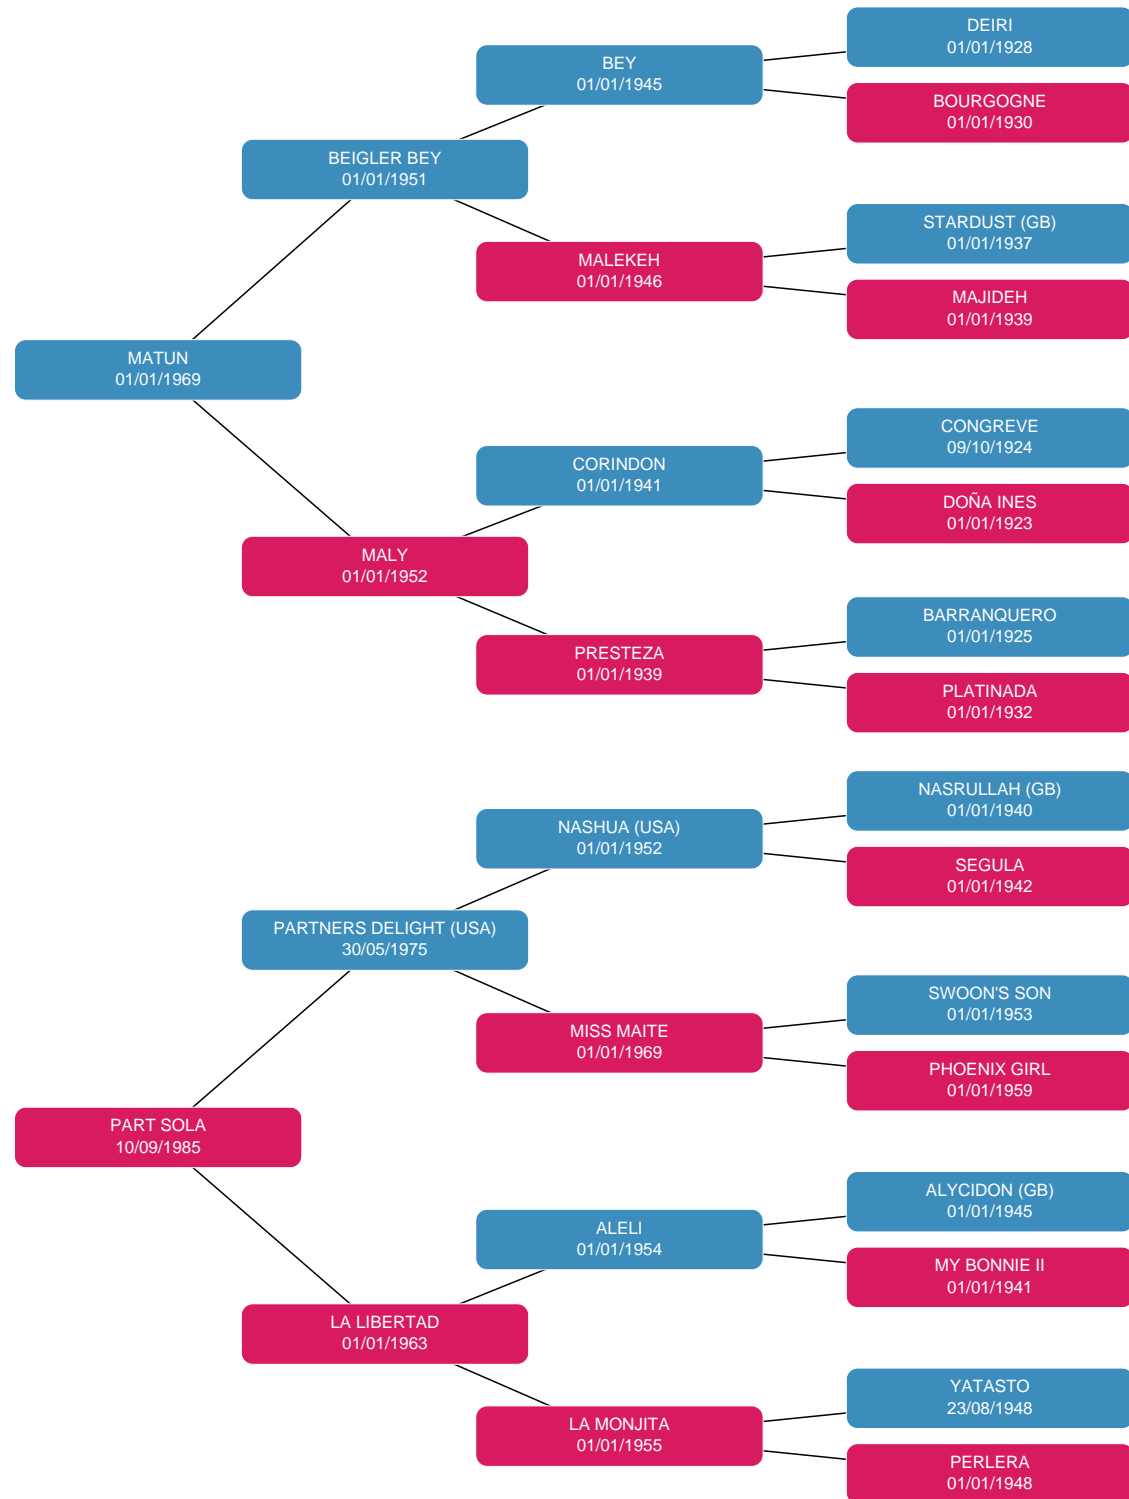 DEIRI
01/01/1928
BEY
01/01/1945
BOURGOGNE
01/01/1930
BEIGLER BEY
01/01/1951
STARDUST (GB)
01/01/1937
MALEKEH
01/01/1946
MAJIDEH
01/01/1939
MATUN
01/01/1969
CONGREVE
09/10/1924
CORINDON
01/01/1941
DOÑA INES
01/01/1923
MALY
01/01/1952
BARRANQUERO
01/01/1925
PRESTEZA
01/01/1939
PLATINADA
01/01/1932
NASRULLAH (GB)
01/01/1940
NASHUA (USA)
01/01/1952
SEGULA
01/01/1942
PARTNERS DELIGHT (USA)
30/05/1975
SWOON'S SON
01/01/1953
MISS MAITE
01/01/1969
PHOENIX GIRL
01/01/1959
PART SOLA
10/09/1985
ALYCIDON (GB)
01/01/1945
ALELI
01/01/1954
MY BONNIE II
01/01/1941
LA LIBERTAD
01/01/1963
YATASTO
23/08/1948
LA MONJITA
01/01/1955
PERLERA
01/01/1948